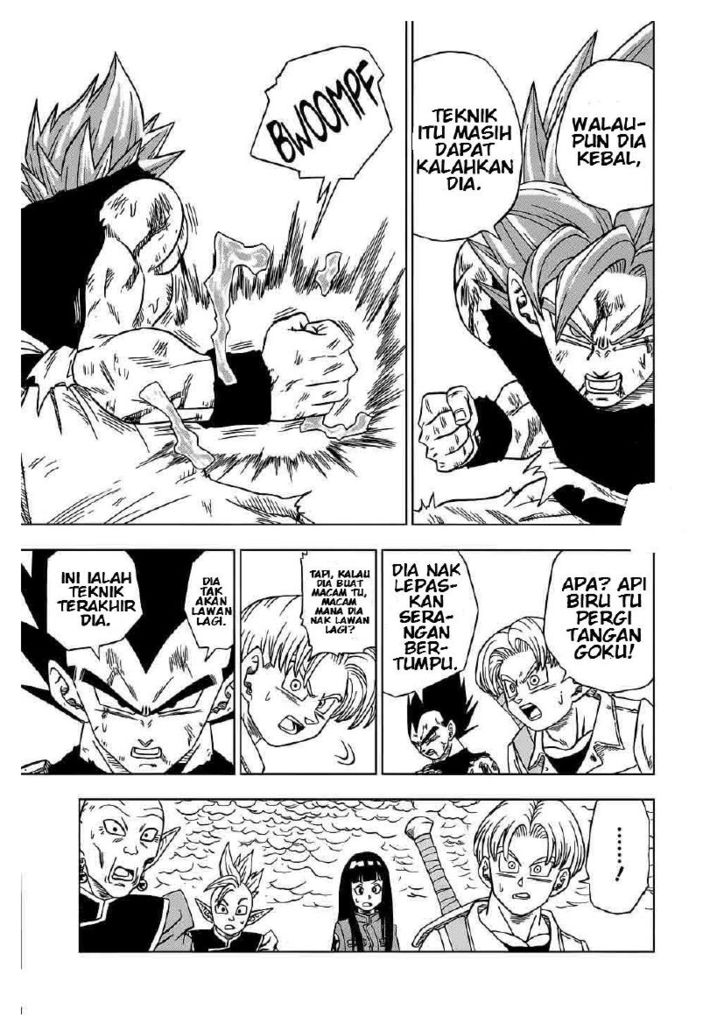 WALAU-
PUN DIA
KEBAL,
TEKNIK
ITU MASIH
DAPAT
KALAHKAN
DIA.
BWOOMPF
APA? API
BIRU TU
PERGI
TANGAN
GOKU!
DIA NAK
LEPAS-
KAN
SERA-
NGAN
BER-
TUMPU.
TAPI, KALAU
DIA BUAT
MACAM TU,
MACAM
MANA DIA
NAK LAWAN
LAGI?
DIA
TAK
AKAN
LAWAN
LAGI.
INI IALAH
TEKNIK
TERAKHIR
DIA.
......!